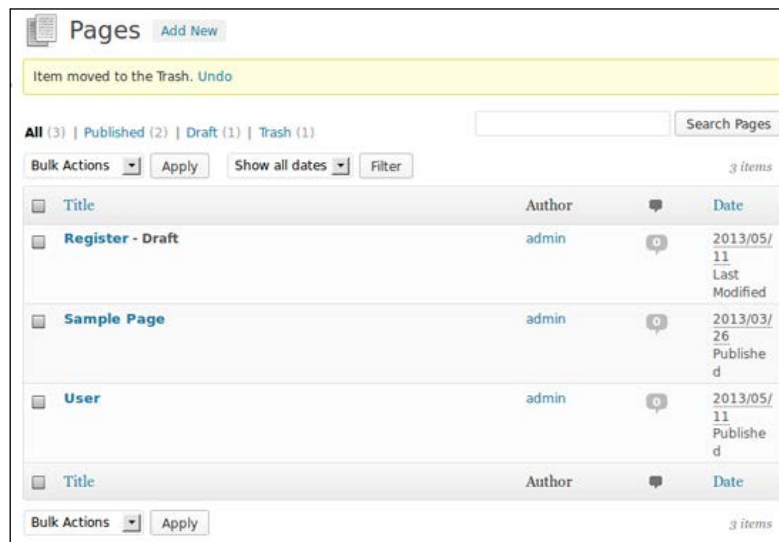 Pages Add New
Item moved to the Trash. Undo
All (3) | Published (2) | Draft (1) | Trash (1) Search Pages
Bulk Actions Apply Show all dates Filter 3 items
Title Author Date
Register - Draft admin 0 2013/05/
11
Last
Modified
Sample Page admin 0 2013/03/
26
Publishe
d
User admin 0 2013/05/
11
Publishe
d
Title Author Date
Bulk Actions Apply 3 items